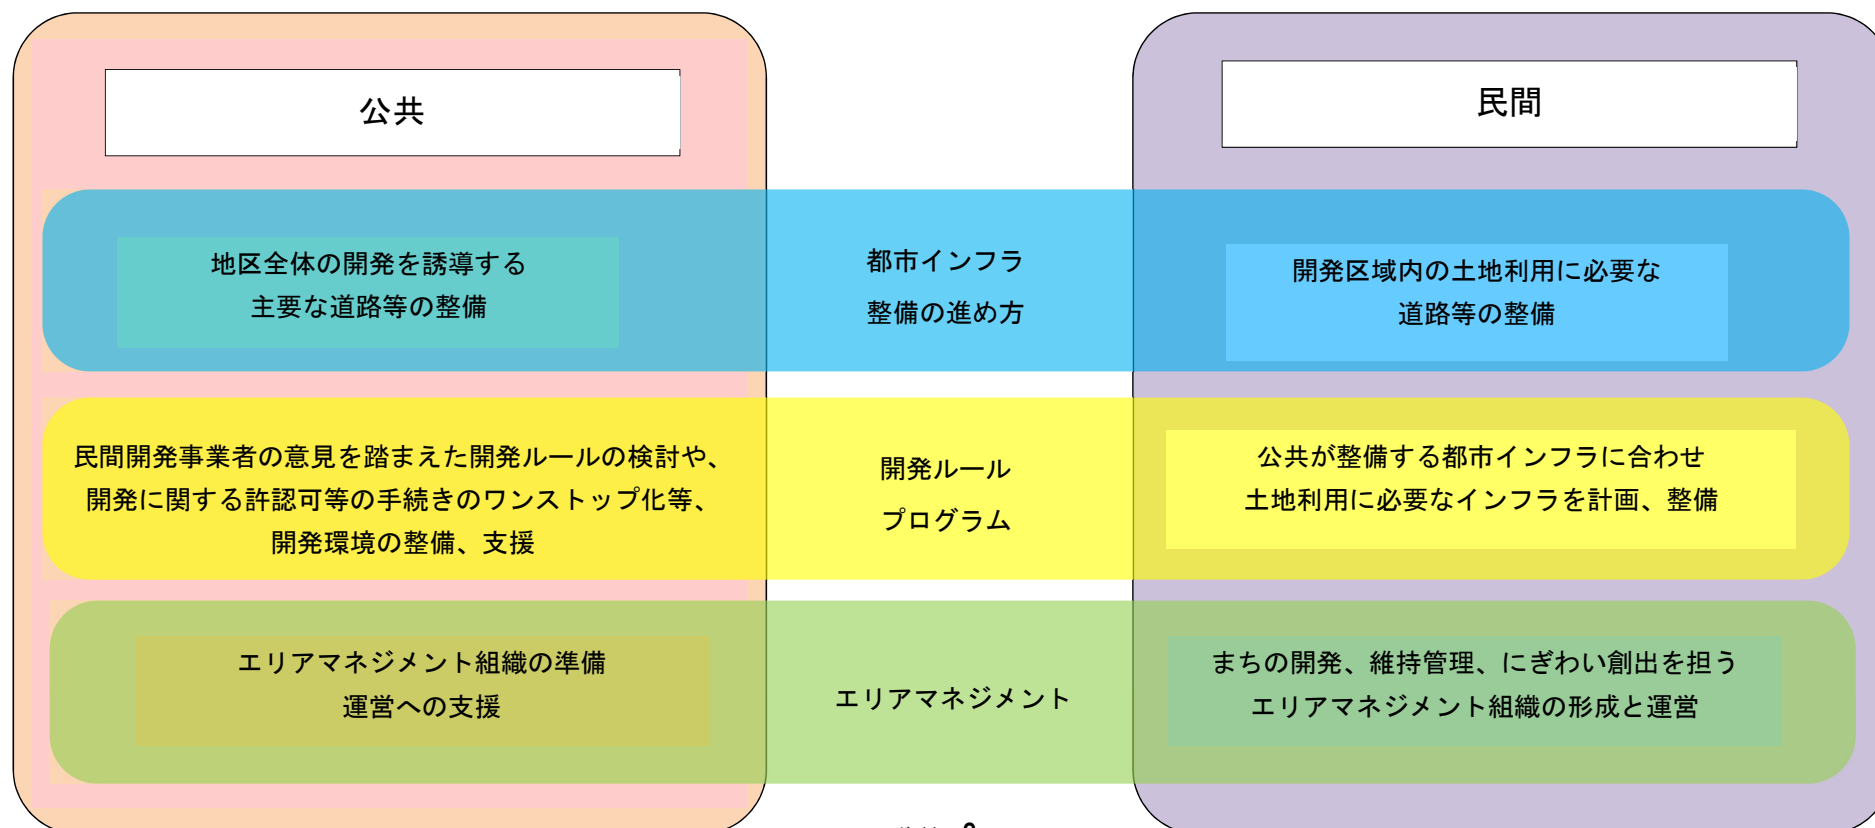 公共
民間
地区全体の開発を誘導する
主要な道路等の整備
都市インフラ
整備の進め方
開発区域内の土地利用に必要な
道路等の整備
民間開発事業者の意見を踏まえた開発ルールの検討や、
開発に関する許認可等の手続きのワンストップ化等、
開発環境の整備、支援
開発ルール
プログラム
公共が整備する都市インフラに合わせ
土地利用に必要なインフラを計画、整備
エリアマネジメント組織の準備
運営への支援
エリアマネジメント
まちの開発、維持管理、にぎわい創出を担う
エリアマネジメント組織の形成と運営